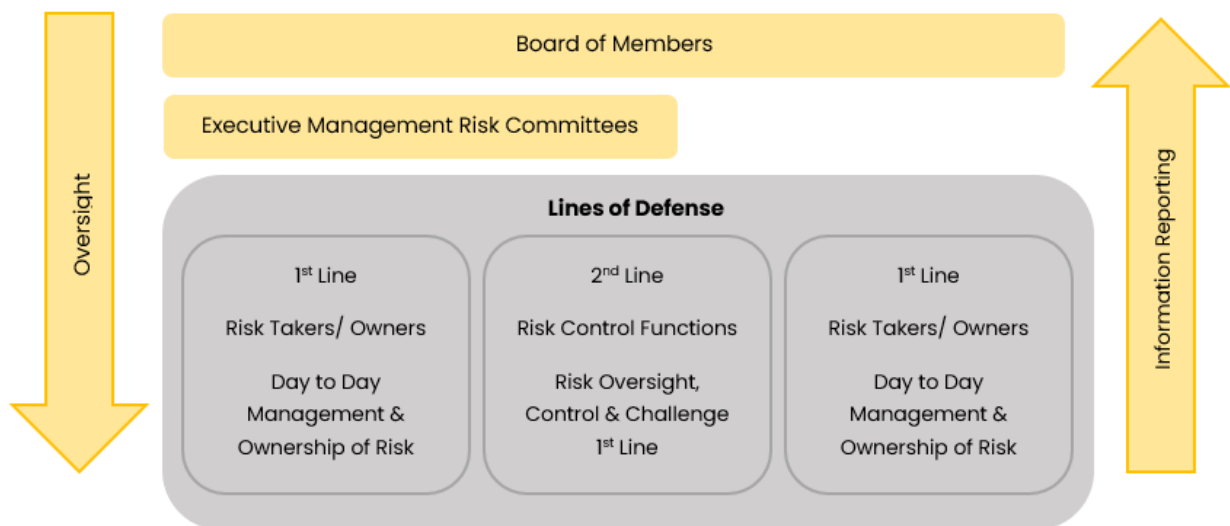 Board of Members
Executive Management Risk Committees
Oversight
Information Reporting
Lines of Defense
1st Line
Risk Takers/ Owners
Day to Day
Management &
Ownership of Risk
2nd Line
Risk Control Functions
Risk Oversight,
Control & Challenge
1st Line
1st Line
Risk Takers/ Owners
Day to Day
Management &
Ownership of Risk